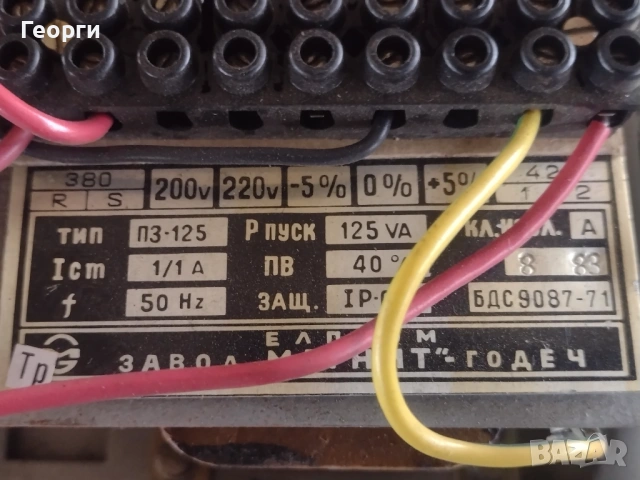 Георги
380 200v 220v -5% 0% +5% 42
R S 1 2
ТИП ПЗ-125 Р ПУСК 125 VA А
Iст 1/1 А ПВ 40 8 83
f 50 Hz ЗАЩ. IP- БДС9087-71
Тр ЗАВОД -ГОДЕЧ
BAZAR